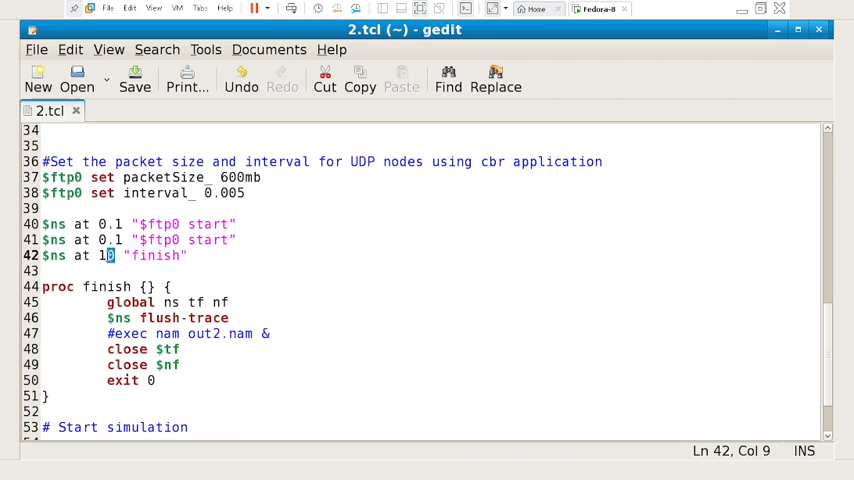 File Edit View VM Tabs Help Home Fedora-8
2.tcl (~) - gedit
File Edit View Search Tools Documents Help
New Open Save Print... Undo Redo Cut Copy Paste Find Replace
2.tcl
34
35
36 #Set the packet size and interval for UDP nodes using cbr application
37 $ftp0 set packetSize_ 600mb
38 $ftp0 set interval_ 0.005
39
40 $ns at 0.1 "$ftp0 start"
41 $ns at 0.1 "$ftp0 start"
42 $ns at 10 "finish"
43
44 proc finish {} {
45 global ns tf nf
46 $ns flush-trace
47 #exec nam out2.nam &
48 close $tf
49 close $nf
50 exit 0
51 }
52
53 # Start simulation
Ln 42, Col 9 INS